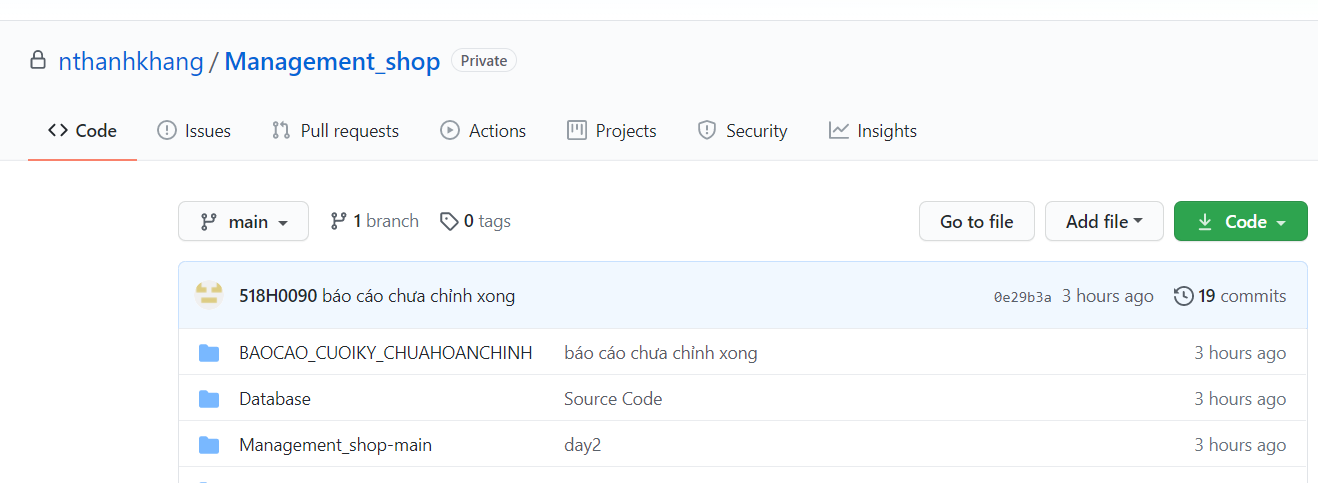 nthanhkhang / Management_shop Private
Code Issues Pull requests Actions Projects Security Insights
main 1 branch 0 tags Go to file Add file Code
518H0090 báo cáo chưa chỉnh xong 0e29b3a 3 hours ago 19 commits
BAOCAO_CUOIKY_CHUAHOANCHINH báo cáo chưa chỉnh xong 3 hours ago
Database Source Code 3 hours ago
Management_shop-main day2 3 hours ago